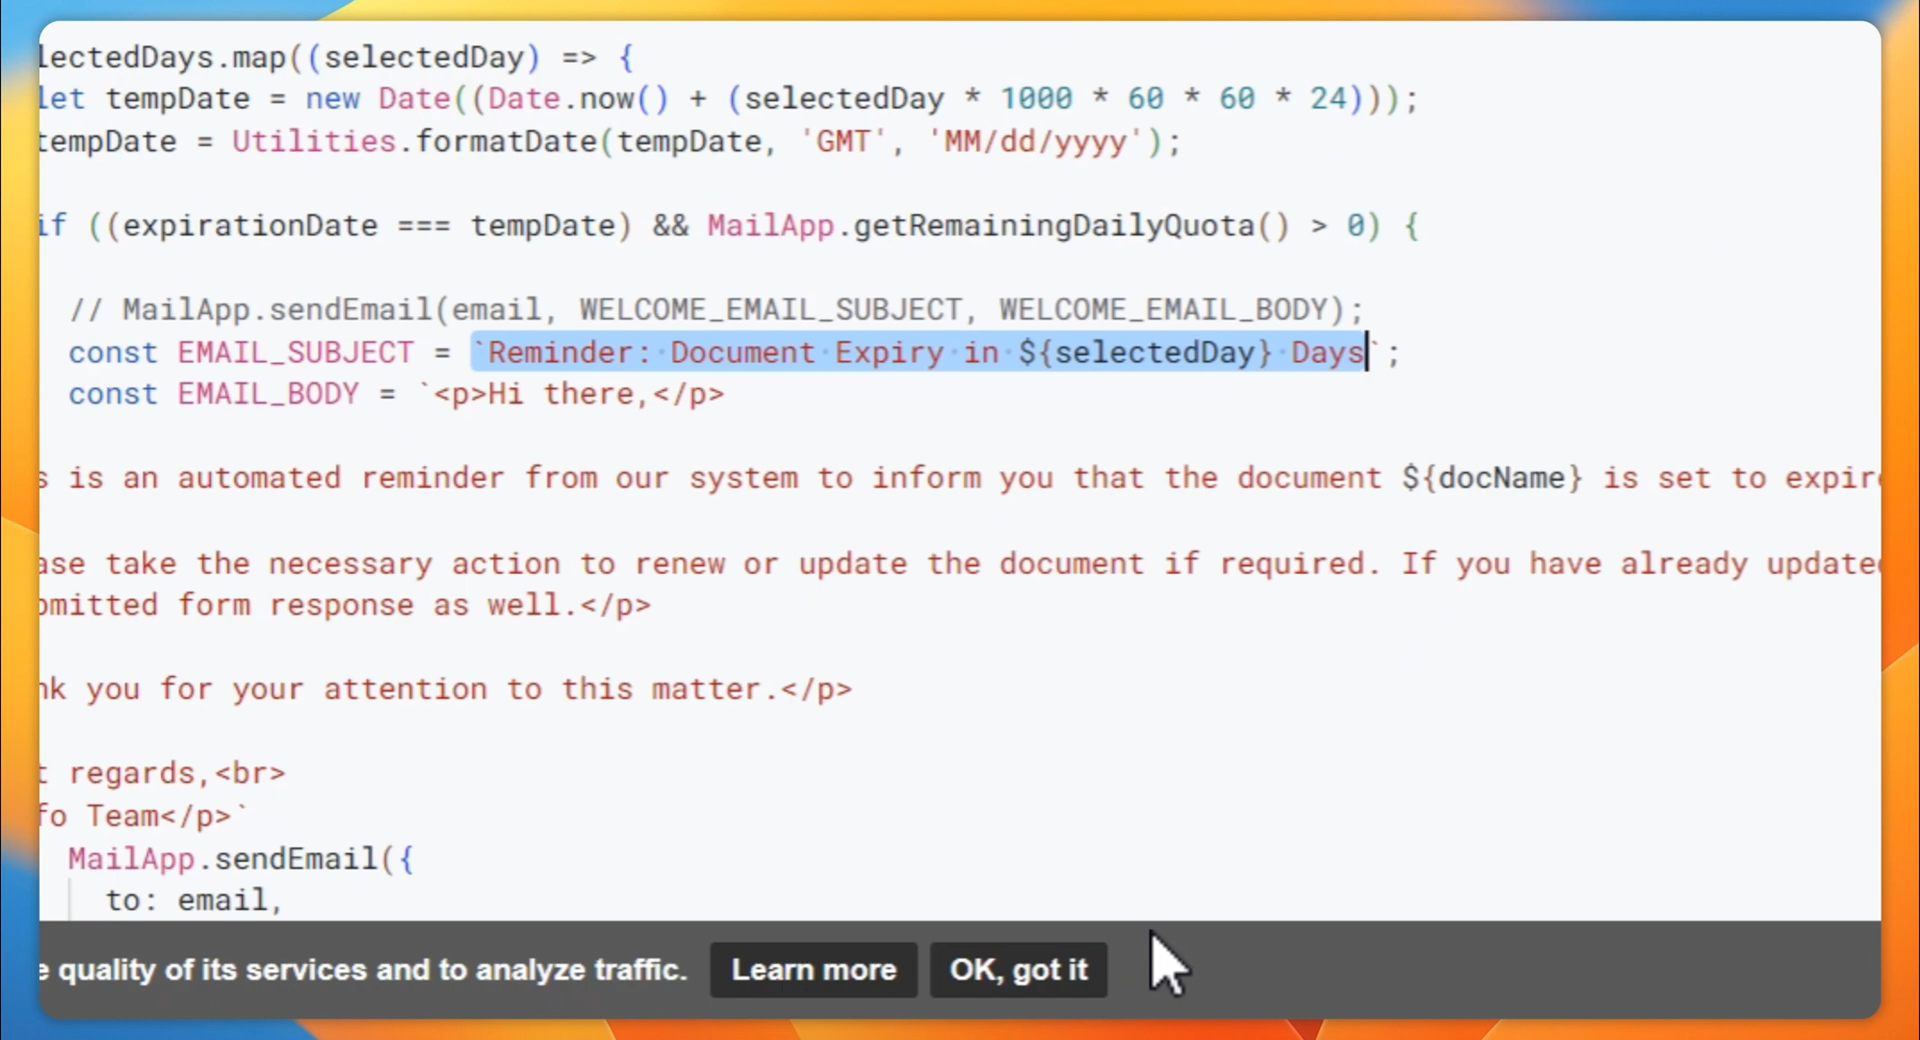 lectedDays.map((selectedDay) => {
let tempDate = new Date((Date.now() + (selectedDay * 1000 * 60 * 60 * 24)));
tempDate = Utilities.formatDate(tempDate, 'GMT', 'MM/dd/yyyy');
if ((expirationDate === tempDate) && MailApp.getRemainingDailyQuota() > 0) {
// MailApp.sendEmail(email, WELCOME_EMAIL_SUBJECT, WELCOME_EMAIL_BODY);
const EMAIL_SUBJECT = `Reminder: Document Expiry in ${selectedDay} Days`;
const EMAIL_BODY = `<p>Hi there,</p>
s is an automated reminder from our system to inform you that the document ${docName} is set to expire
ase take the necessary action to renew or update the document if required. If you have already updated
bmitted form response as well.</p>
nk you for your attention to this matter.</p>
t regards,<br>
fo Team</p>`
MailApp.sendEmail({
to: email,
e quality of its services and to analyze traffic. Learn more OK, got it